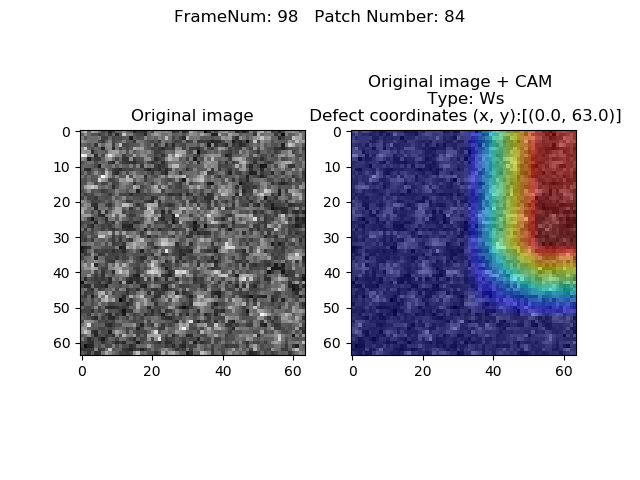 FrameNum: 98   Patch Number: 84
Original image
0
10
20
30
40
50
60
0 20 40 60
Original image + CAM
Type: Ws
Defect coordinates (x, y):[(0.0, 63.0)]
0
10
20
30
40
50
60
0 20 40 60